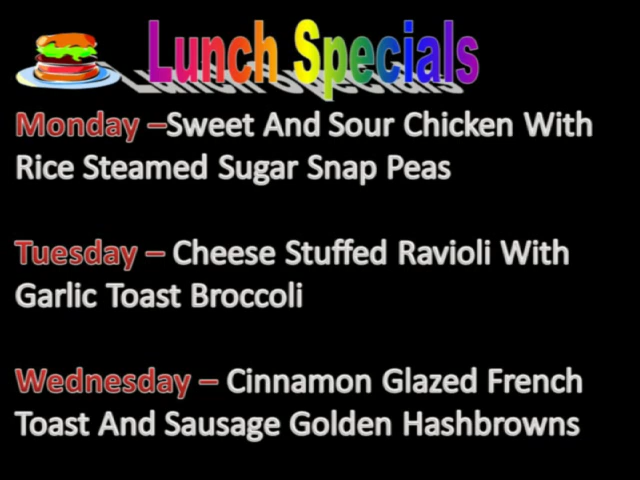 Lunch Specials
Monday –Sweet And Sour Chicken With
Rice Steamed Sugar Snap Peas
Tuesday – Cheese Stuffed Ravioli With
Garlic Toast Broccoli
Wednesday – Cinnamon Glazed French
Toast And Sausage Golden Hashbrowns